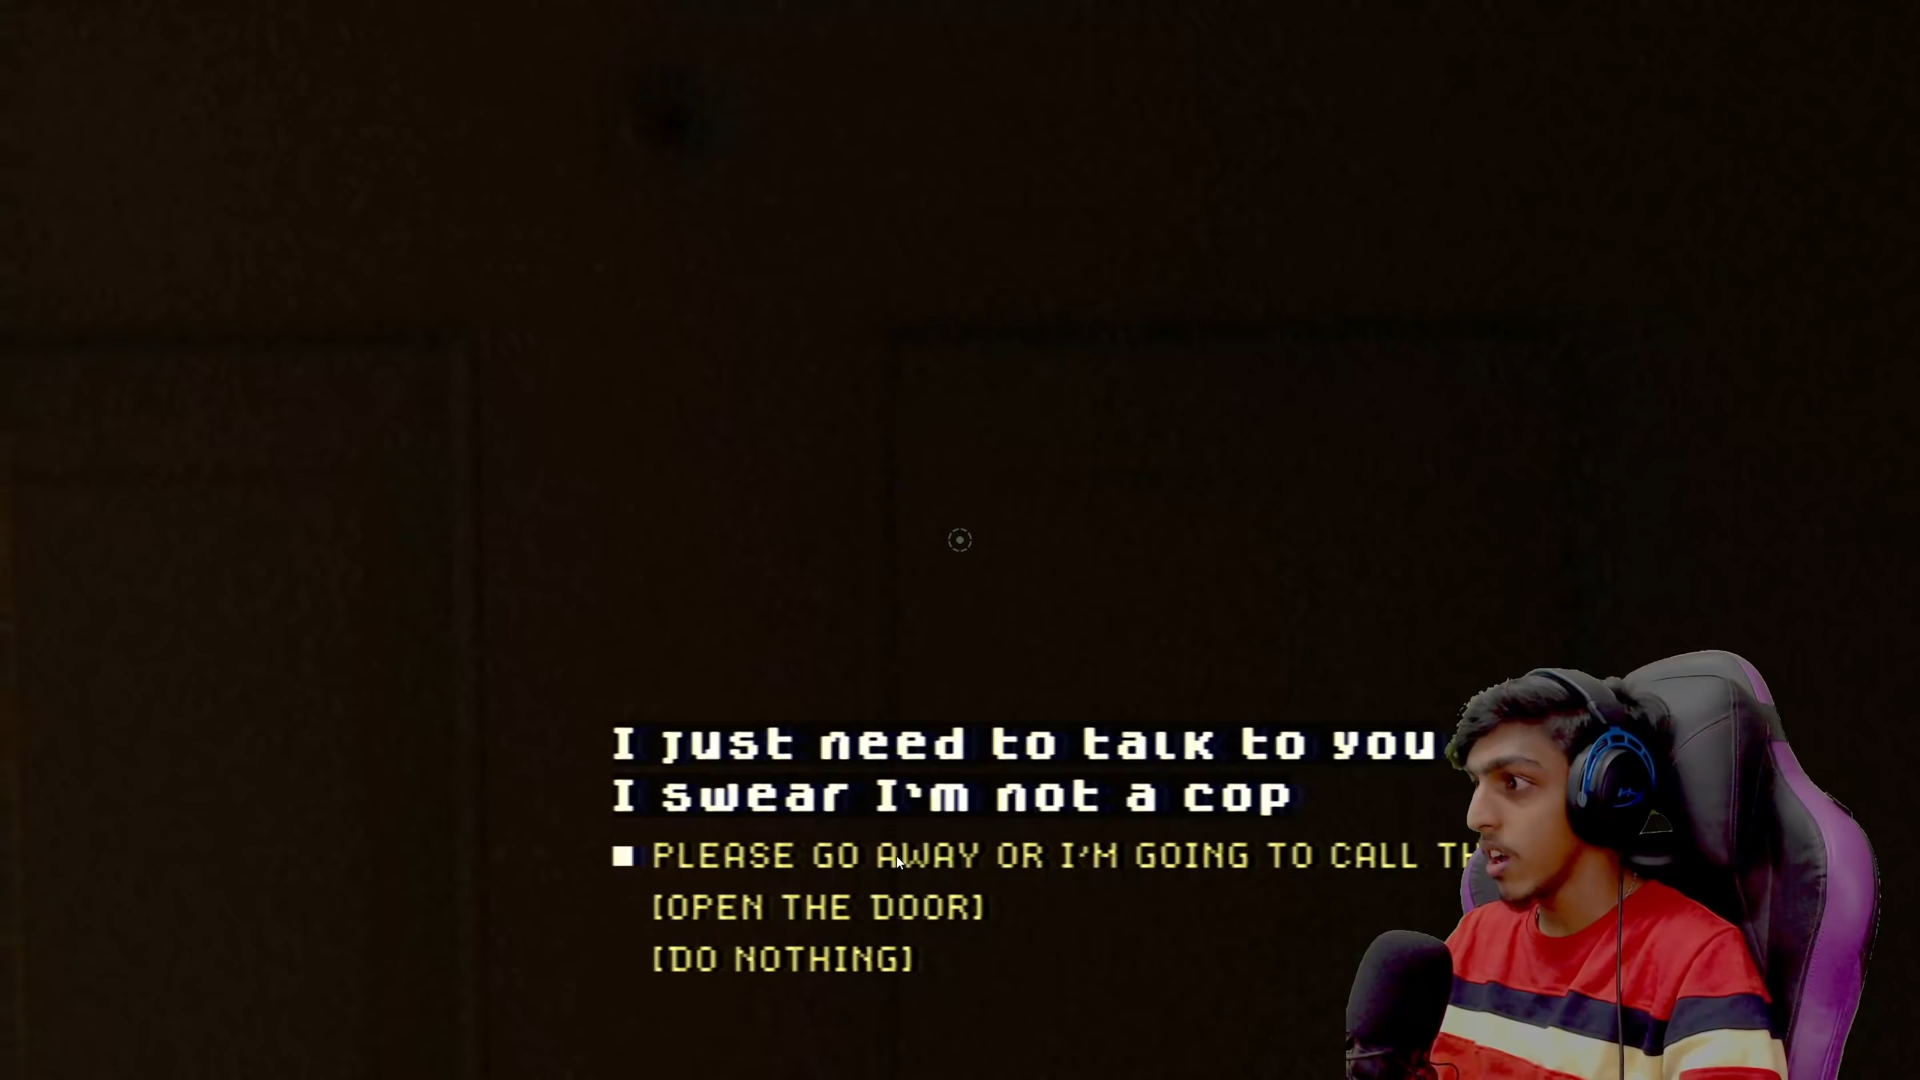 I just need to talk to you
I swear I'm not a cop
PLEASE GO AWAY OR I'M GOING TO CALL
[OPEN THE DOOR]
[DO NOTHING]